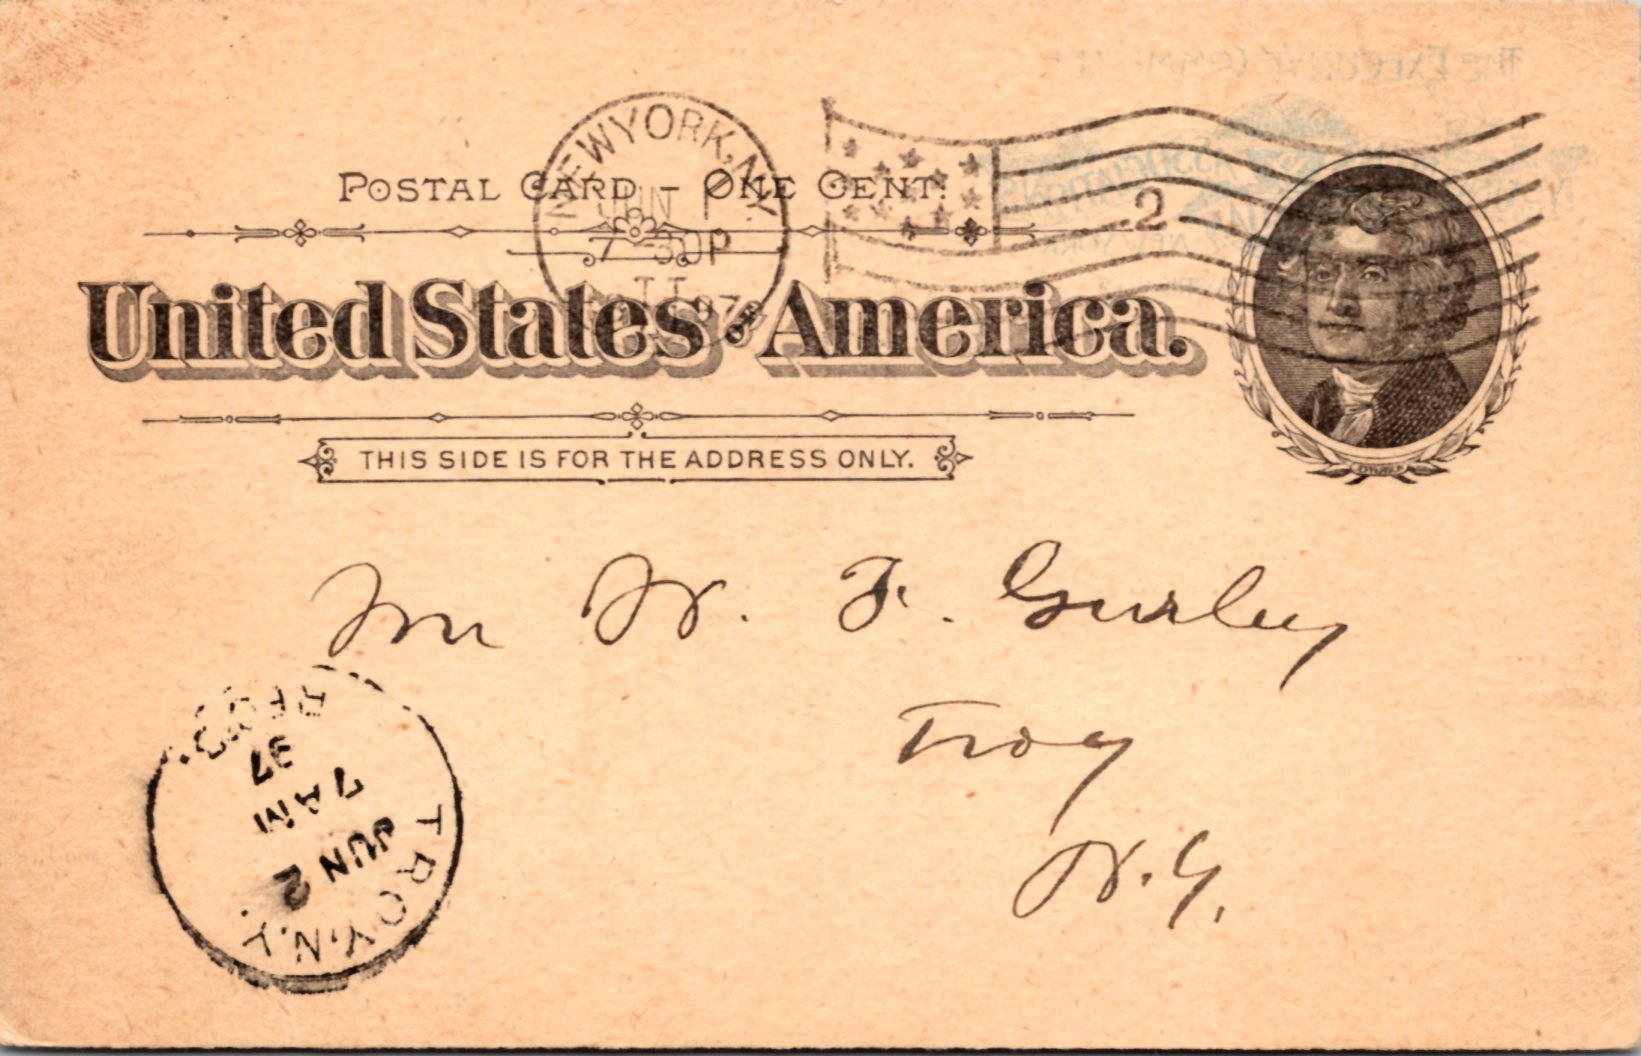 NEW YORK, N.Y.
JUN 1
7-30P
97
2
POSTAL CARD ONE CENT.
United States of America.
THIS SIDE IS FOR THE ADDRESS ONLY.
Mr W. F. Gurley
Troy
N.Y.
TROY, N.Y.
JUN 2
7 AM
97
REC'D.